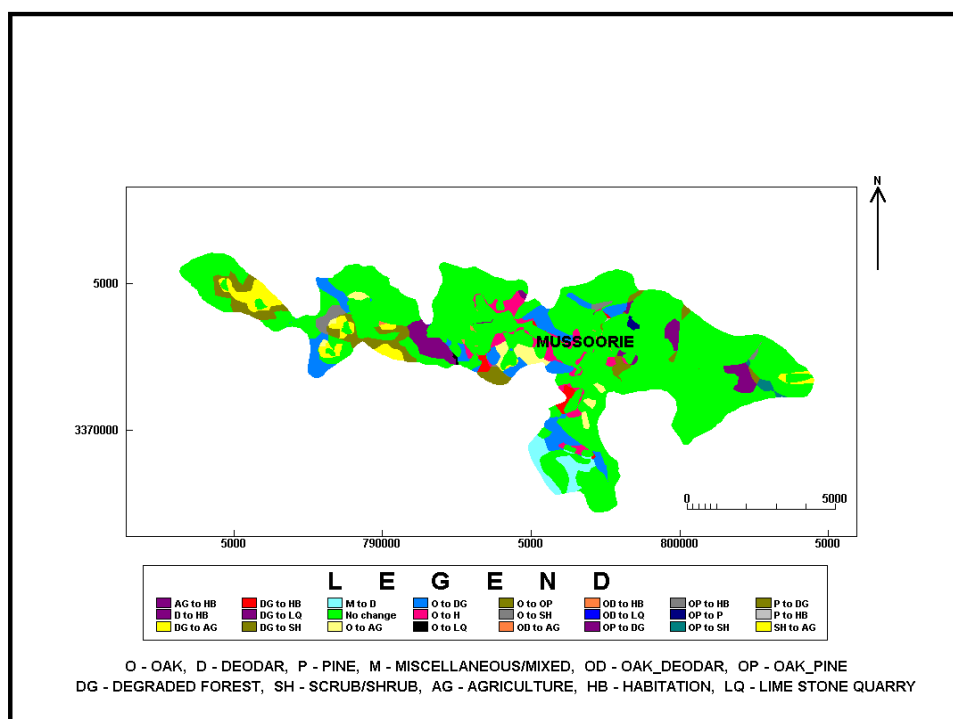 N
5000
MUSSOORIE
3370000
0 5000
5000 790000 5000 800000 5000
L E G E N D
AG to HB DG to HB M to D O to DG O to OP OD to HB OP to HB P to DG
D to HB DG to LQ No change O to H O to SH OD to LQ OP to P P to HB
DG to AG DG to SH O to AG O to LQ OD to AG OP to DG OP to SH SH to AG
O - OAK, D - DEODAR, P - PINE, M - MISCELLANEOUS/MIXED, OD - OAK_DEODAR, OP - OAK_PINE
DG - DEGRADED FOREST, SH - SCRUB/SHRUB, AG - AGRICULTURE, HB - HABITATION, LQ - LIME STONE QUARRY